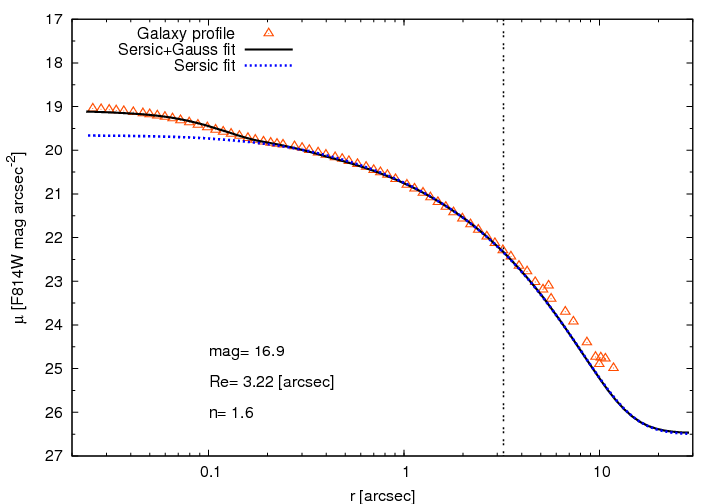 Galaxy profile
Sersic+Gauss fit
Sersic fit
17
18
19
20
21
22
23
24
25
26
27
μ [F814W mag arcsec⁻²]
mag= 16.9
Re= 3.22 [arcsec]
n= 1.6
0.1 1 10
r [arcsec]